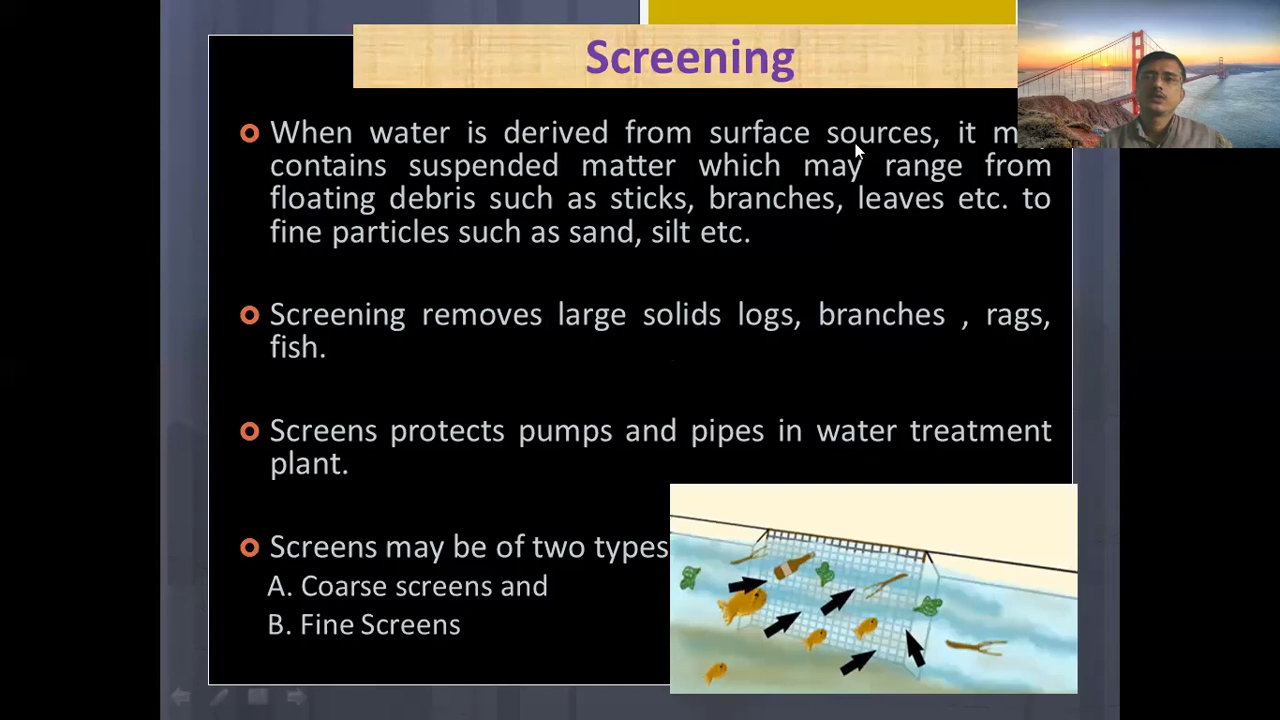 Screening
When water is derived from surface sources, it
contains suspended matter which may range from
floating debris such as sticks, branches, leaves etc. to
fine particles such as sand, silt etc.
Screening removes large solids logs, branches , rags,
fish.
Screens protects pumps and pipes in water treatment
plant.
Screens may be of two types
A. Coarse screens and
B. Fine Screens